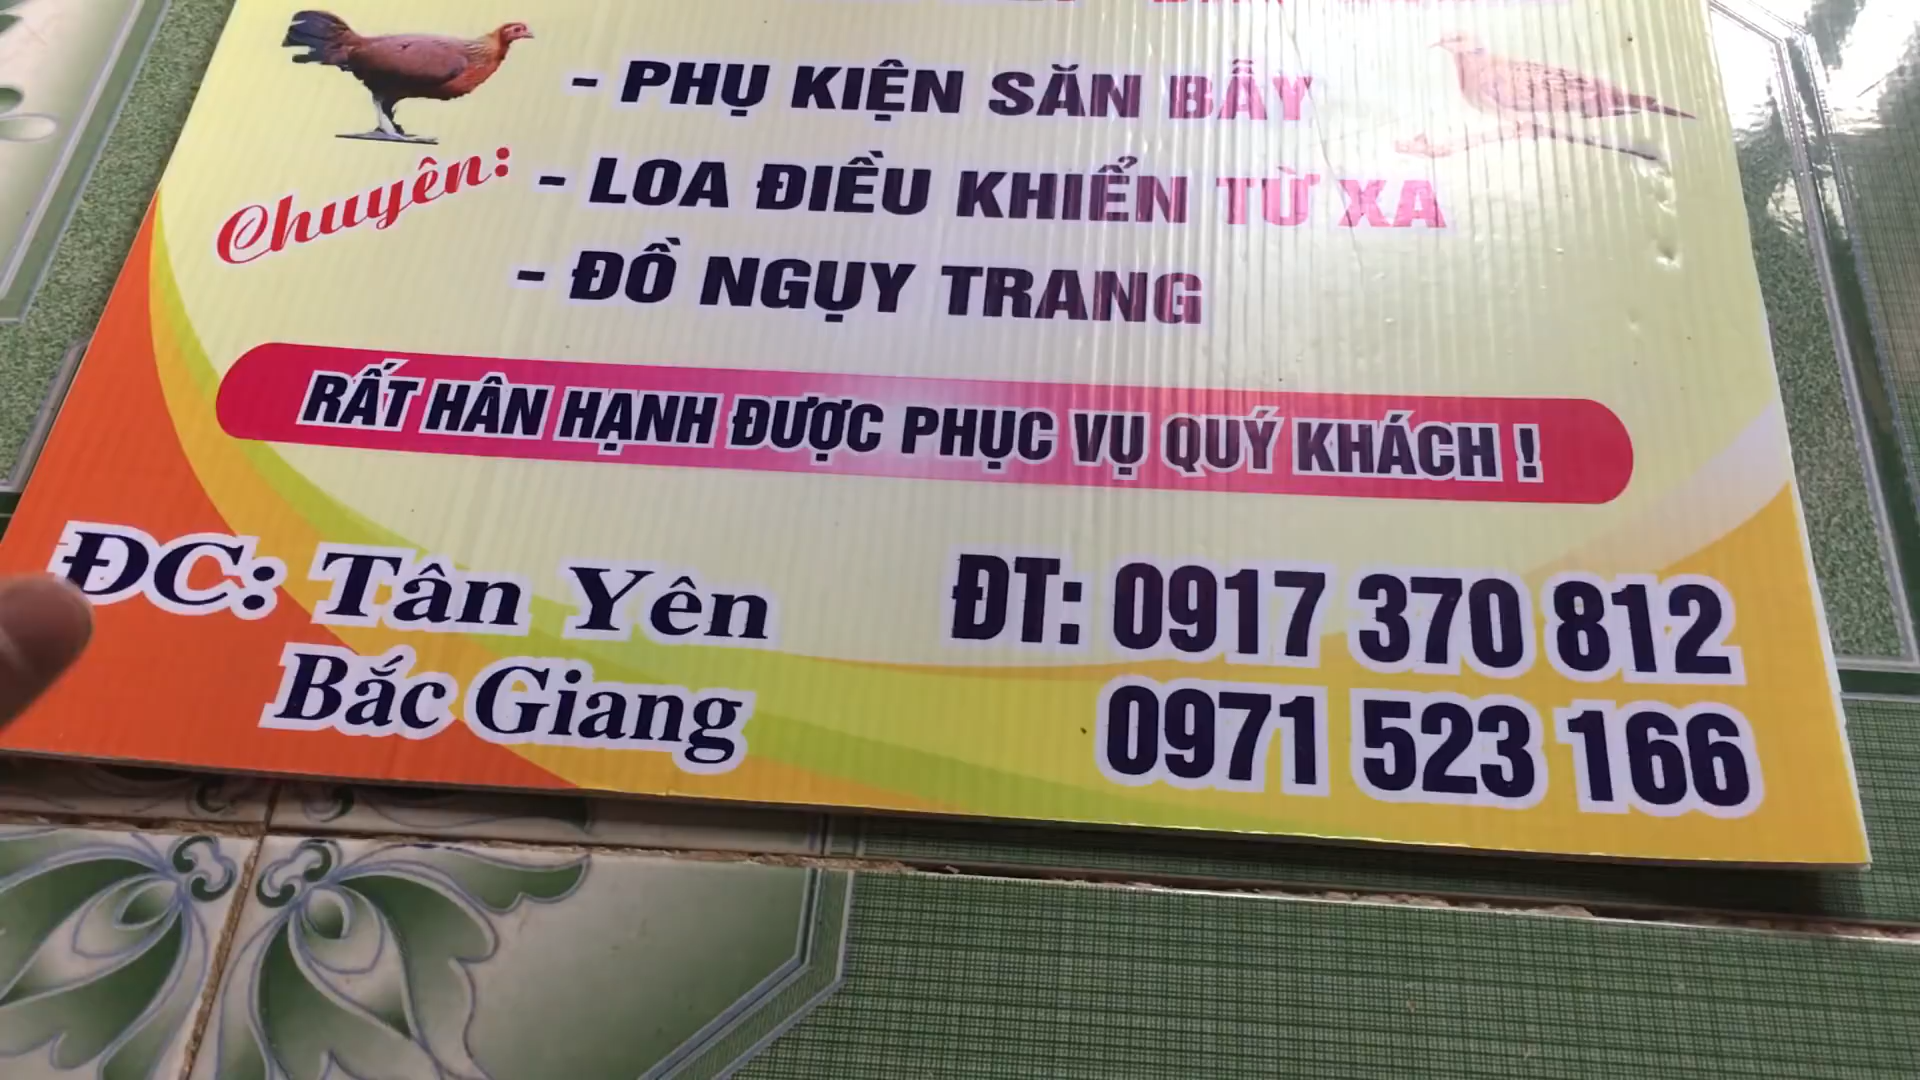 - PHỤ KIỆN SĂN BẪY
Chuyên: - LOA ĐIỀU KHIỂN TỪ XA
- ĐỒ NGỤY TRANG
RẤT HÂN HẠNH ĐƯỢC PHỤC VỤ QUÝ KHÁCH !
ĐC: Tân Yên
Bắc Giang
ĐT: 0917 370 812
0971 523 166